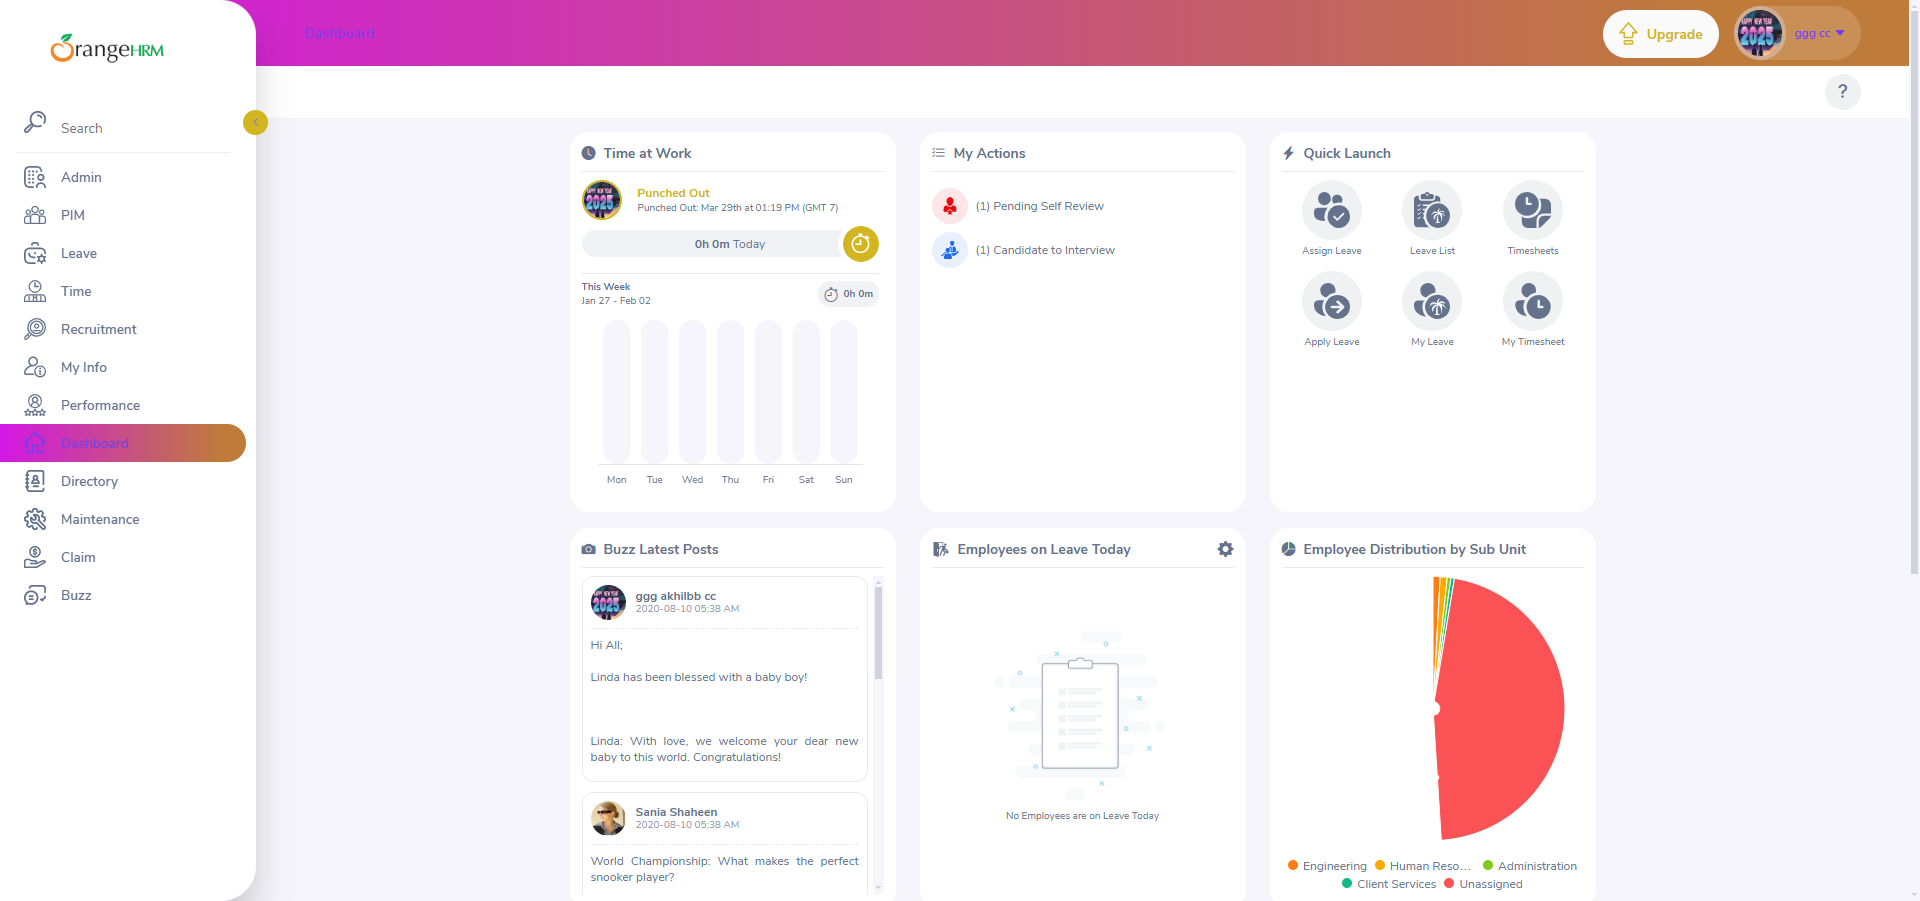 OrangeHRM
Dashboard
Upgrade
ggg cc
?
Search
Admin
PIM
Leave
Time
Recruitment
My Info
Performance
Dashboard
Directory
Maintenance
Claim
Buzz
Time at Work
HAPPY NEW YEAR
2025
Punched Out
Punched Out: Mar 29th at 01:19 PM (GMT 7)
0h 0m Today
This Week
Jan 27 - Feb 02
0h 0m
Mon Tue Wed Thu Fri Sat Sun
My Actions
(1) Pending Self Review
(1) Candidate to Interview
Quick Launch
Assign Leave
Leave List
Timesheets
Apply Leave
My Leave
My Timesheet
Buzz Latest Posts
ggg akhilbb cc
2020-08-10 05:38 AM
Hi All;
Linda has been blessed with a baby boy!
Linda: With love, we welcome your dear new
baby to this world. Congratulations!
Sania Shaheen
2020-08-10 05:38 AM
World Championship: What makes the perfect
snooker player?
Employees on Leave Today
No Employees are on Leave Today
Employee Distribution by Sub Unit
Engineering Human Reso... Administration
Client Services Unassigned